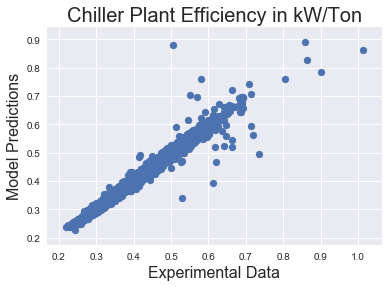 Chiller Plant Efficiency in kW/Ton
0.9
0.8
0.7
0.6
0.5
0.4
0.3
0.2
Model Predictions
0.2 0.3 0.4 0.5 0.6 0.7 0.8 0.9 1.0
Experimental Data